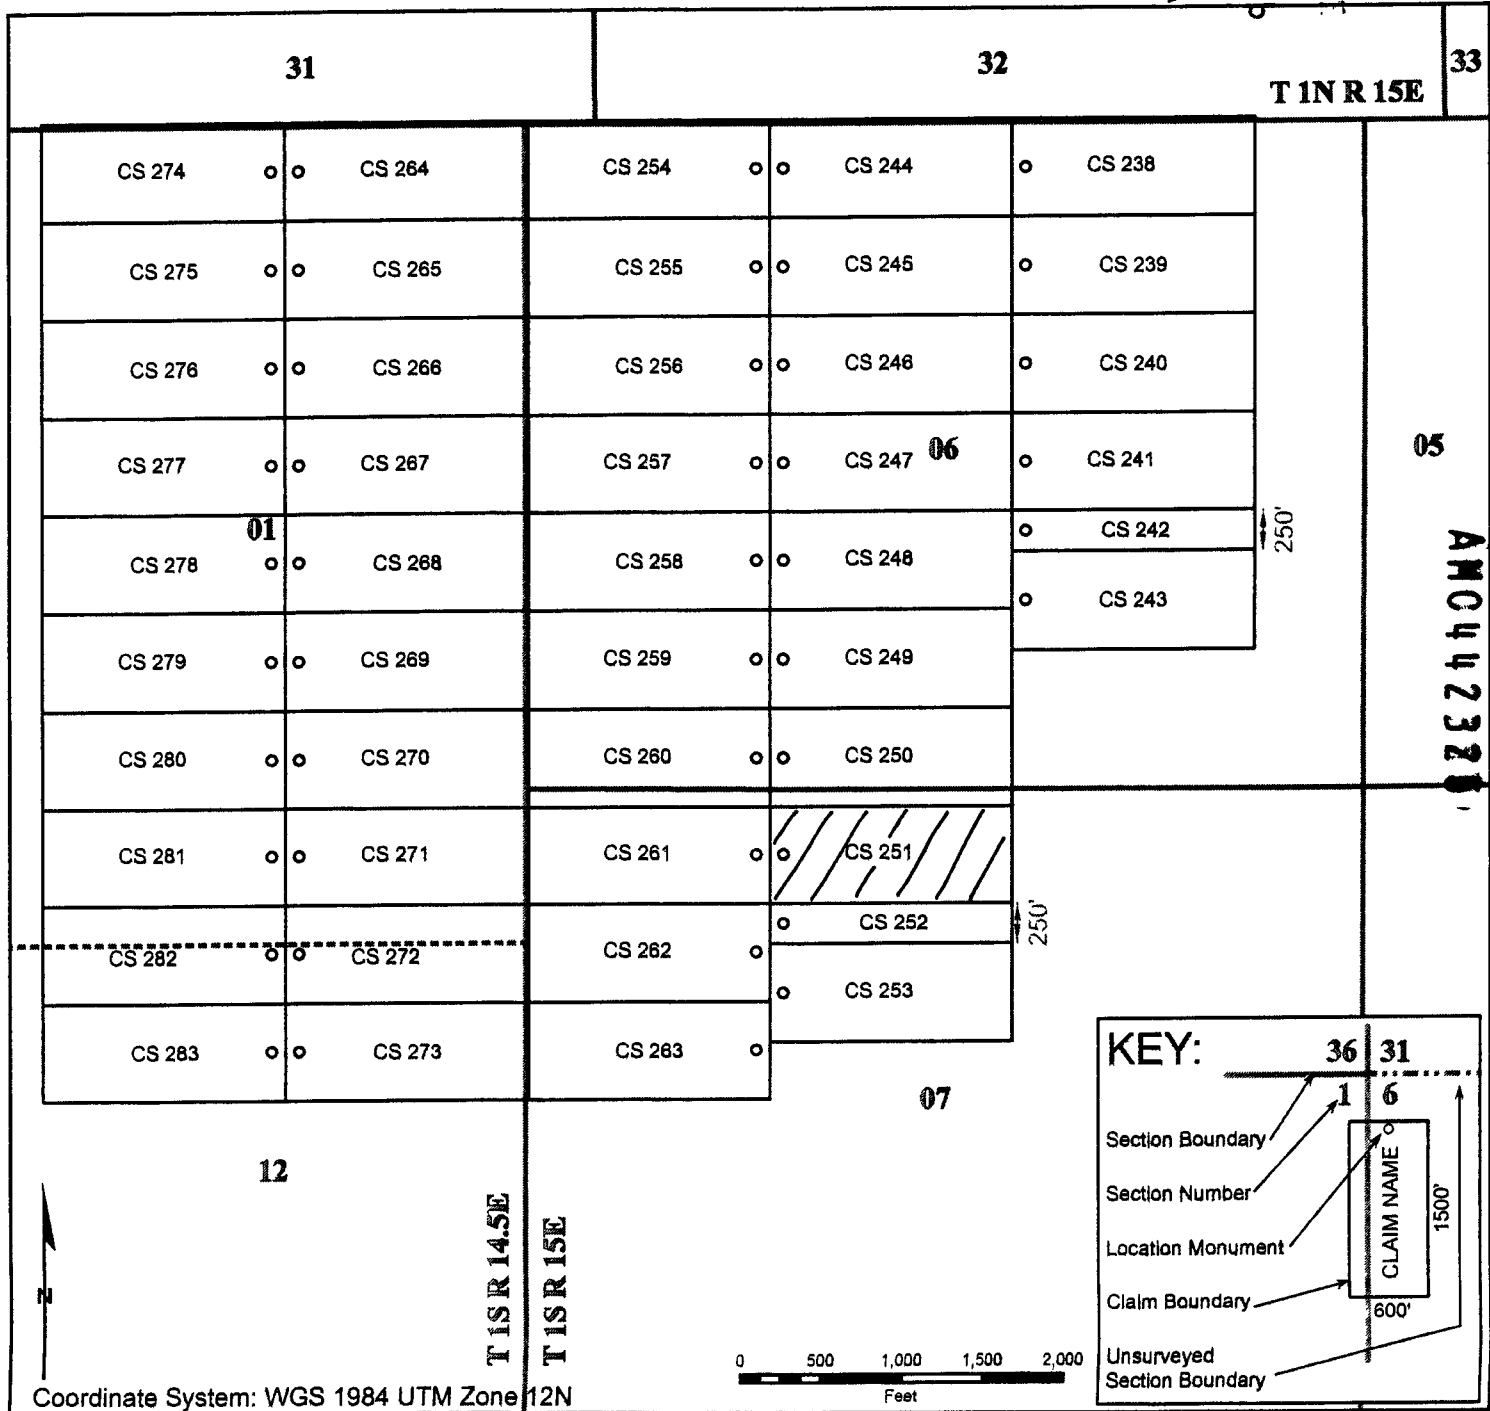 31 32 33
T 1N R 15E
CS 274 CS 264 CS 254 CS 244 CS 238
CS 275 CS 265 CS 255 CS 245 CS 239
CS 276 CS 266 CS 256 CS 246 CS 240
CS 277 CS 267 CS 257 CS 247 06 CS 241 05
01 CS 242 250'
CS 278 CS 268 CS 258 CS 248 CS 243
CS 279 CS 269 CS 259 CS 249
CS 280 CS 270 CS 260 CS 250
CS 281 CS 271 CS 261 CS 251
CS 252 250'
CS 282 CS 272 CS 262 CS 253
CS 283 CS 273 CS 263
07
12
T 1S R 14.5E
T 1S R 15E
N
0 500 1,000 1,500 2,000
Feet
Coordinate System: WGS 1984 UTM Zone 12N
KEY:
36 31
1 6
Section Boundary
Section Number
Location Monument
Claim Boundary
Unsurveyed
Section Boundary
CLAIM NAME
1500'
600'